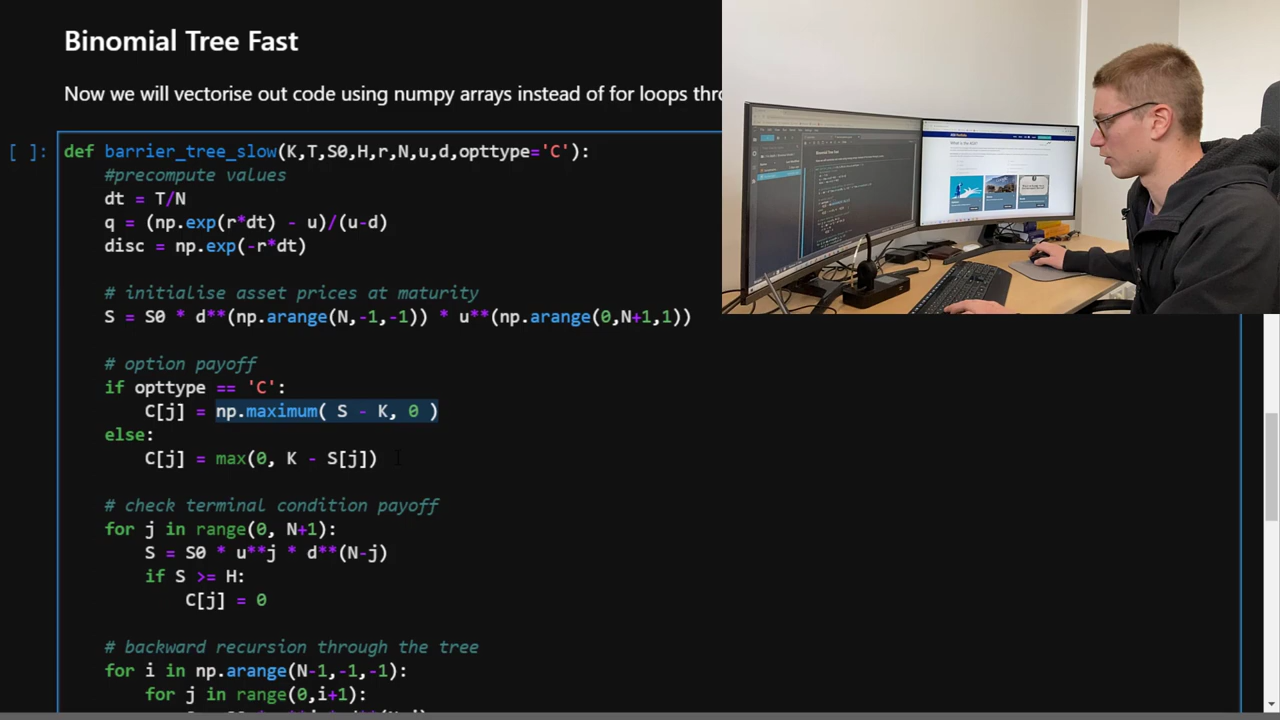 Binomial Tree Fast
Now we will vectorise out code using numpy arrays instead of for loops thro
[ ]: def barrier_tree_slow(K,T,S0,H,r,N,u,d,opttype='C'):
#precompute values
dt = T/N
q = (np.exp(r*dt) - u)/(u-d)
disc = np.exp(-r*dt)
# initialise asset prices at maturity
S = S0 * d**(np.arange(N,-1,-1)) * u**(np.arange(0,N+1,1))
# option payoff
if opttype == 'C':
C[j] = np.maximum( S - K, 0 )
else:
C[j] = max(0, K - S[j])
# check terminal condition payoff
for j in range(0, N+1):
S = S0 * u**j * d**(N-j)
if S >= H:
C[j] = 0
# backward recursion through the tree
for i in np.arange(N-1,-1,-1):
for j in range(0,i+1):